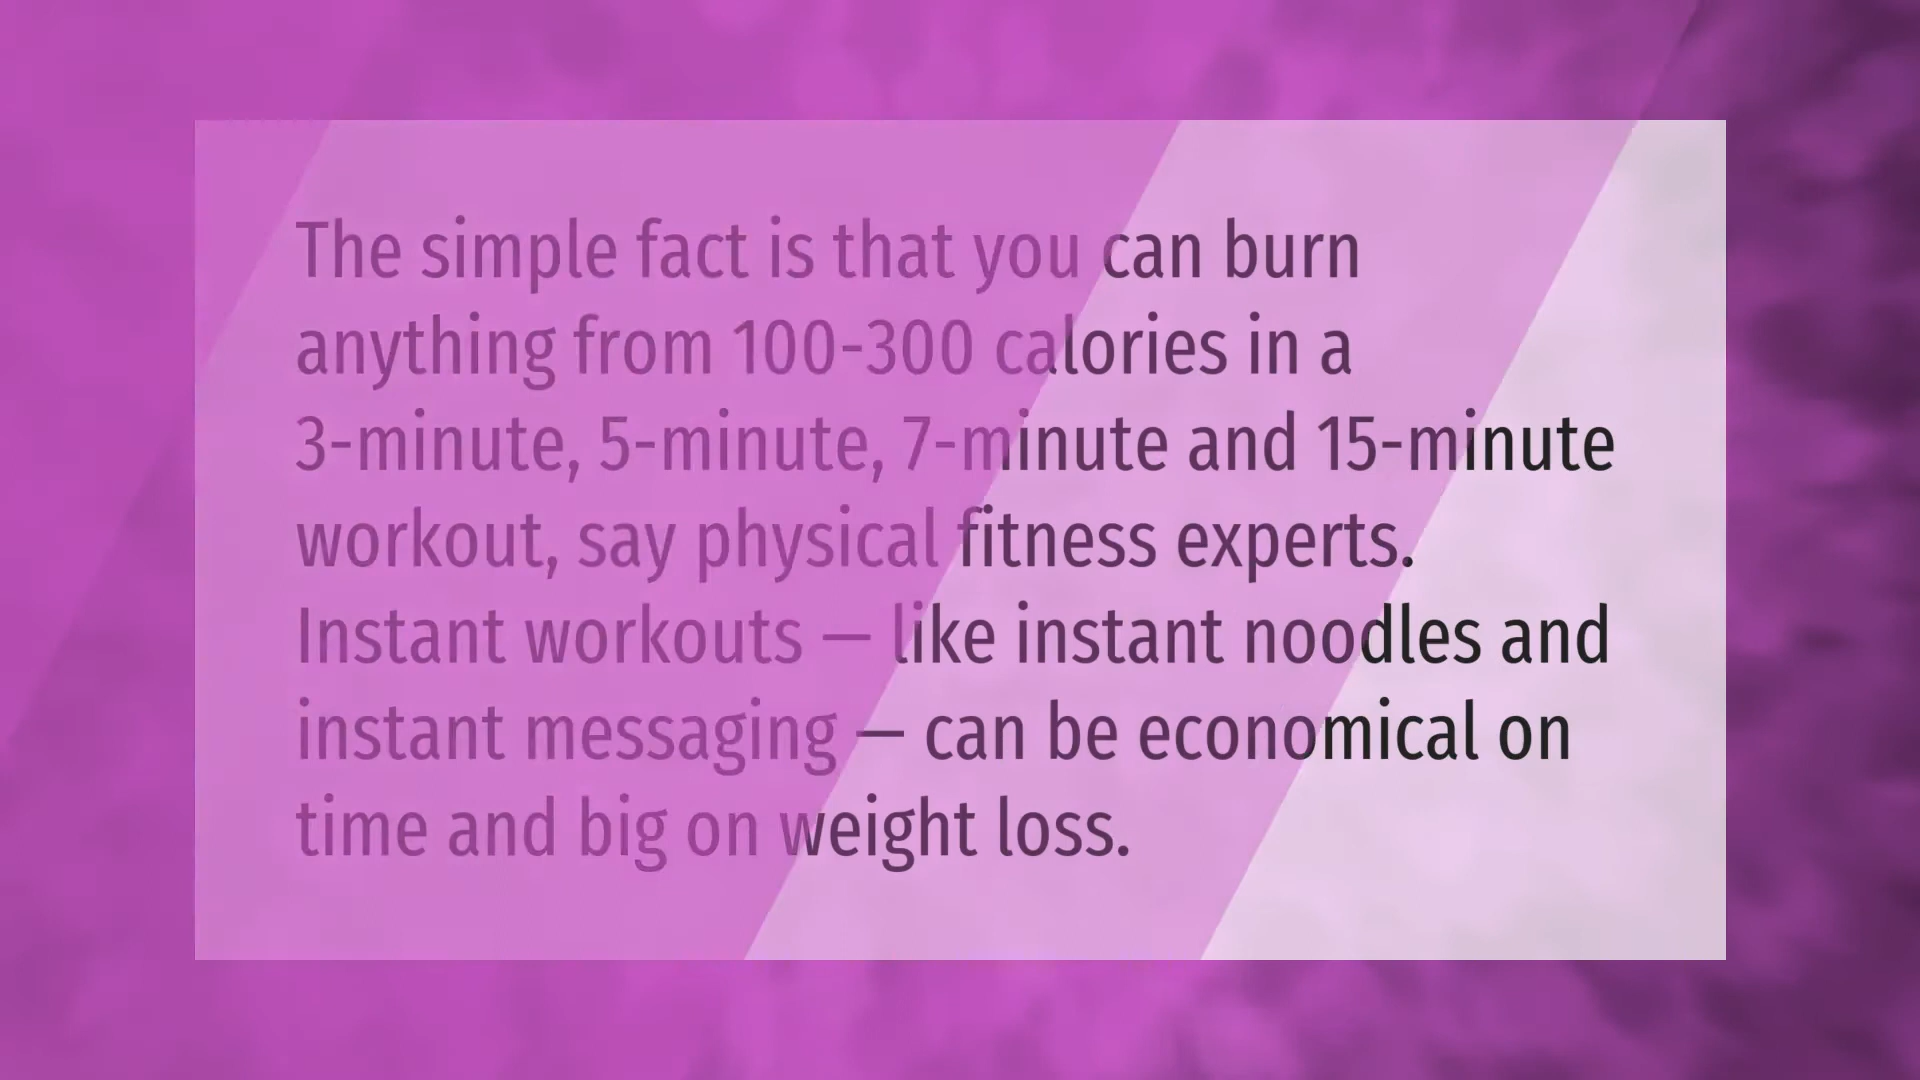 The simple fact is that you can burn
anything from 100-300 calories in a
3-minute, 5-minute, 7-minute and 15-minute
workout, say physical fitness experts.
Instant workouts — like instant noodles and
instant messaging — can be economical on
time and big on weight loss.